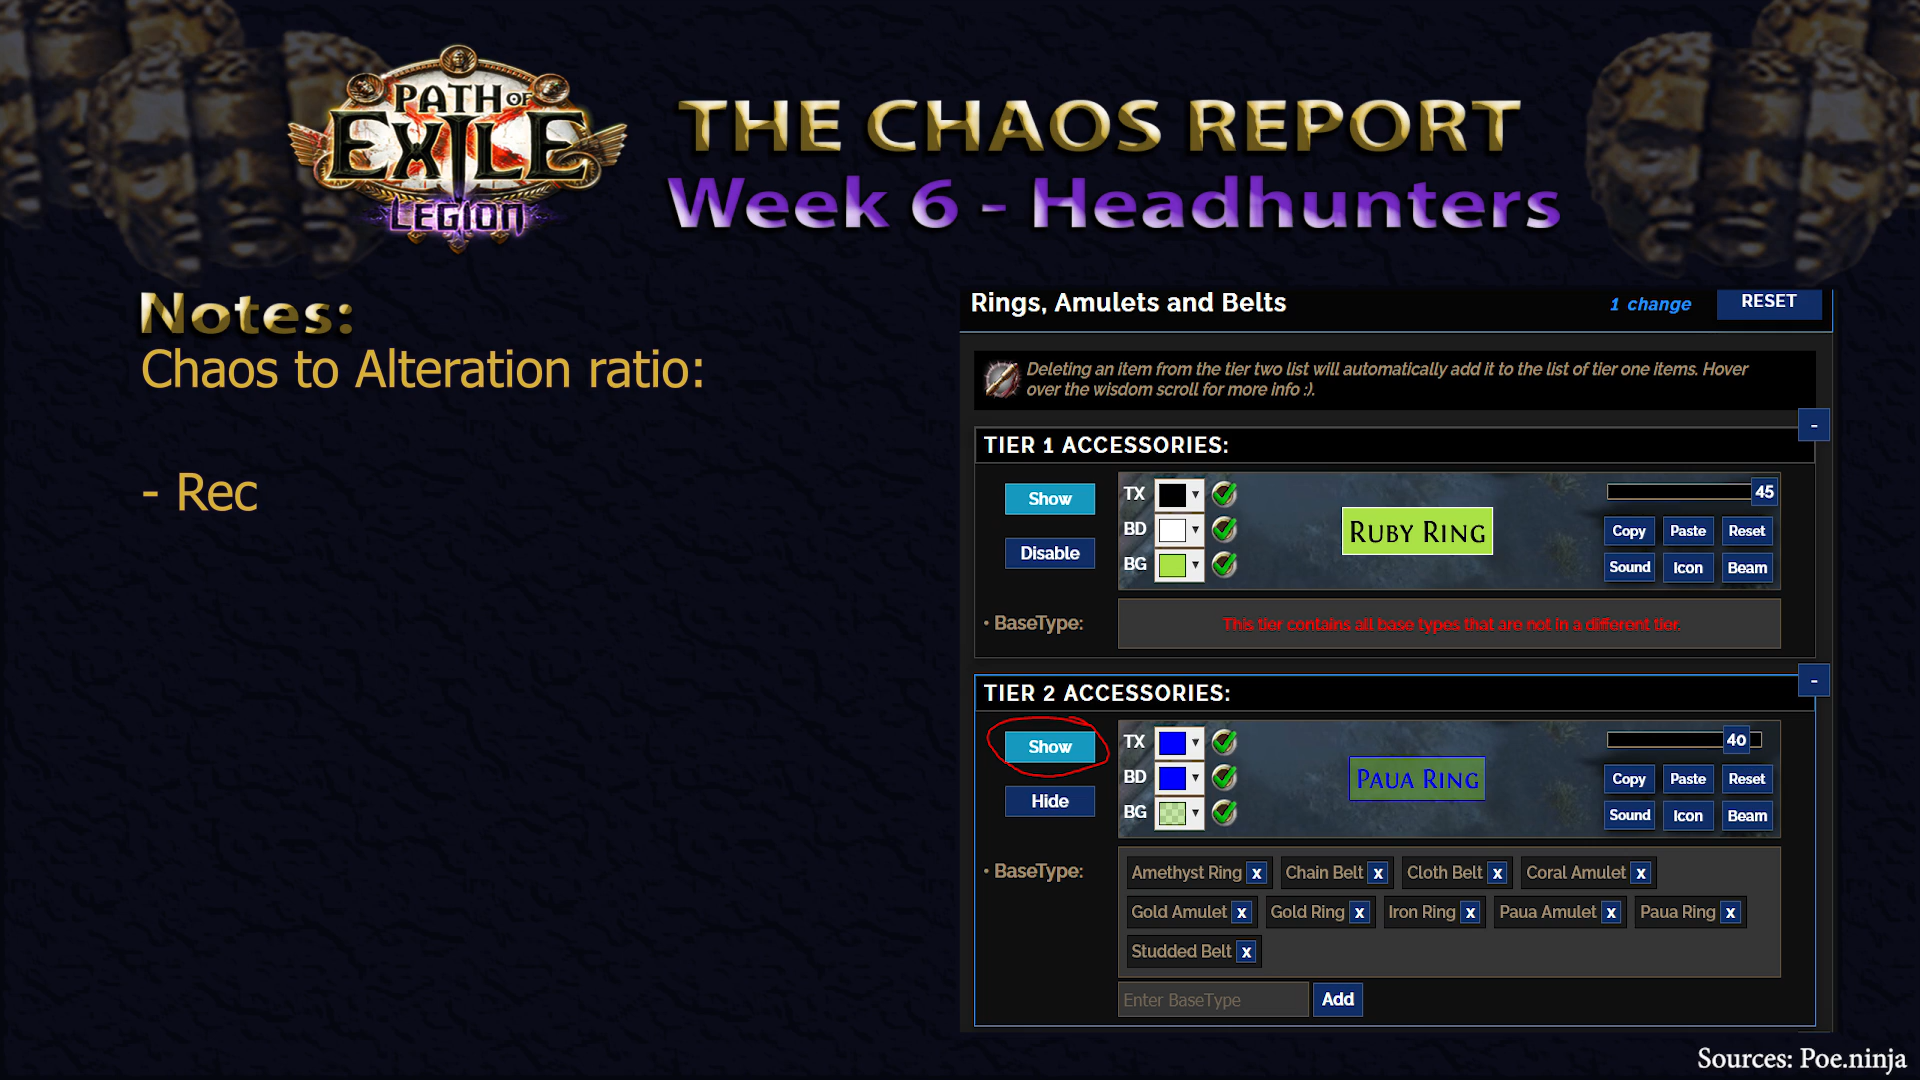 PATH OF
EXILE
LEGION
THE CHAOS REPORT
Week 6 - Headhunters
Notes:
Chaos to Alteration ratio:
- Rec
Rings, Amulets and Belts
1 change
RESET
Deleting an item from the tier two list will automatically add it to the list of tier one items. Hover
over the wisdom scroll for more info :).
-
TIER 1 ACCESSORIES:
Show
Disable
TX
BD
BG
RUBY RING
45
Copy Paste Reset
Sound Icon Beam
• BaseType:
This tier contains all base types that are not in a different tier.
-
TIER 2 ACCESSORIES:
Show
Hide
TX
BD
BG
PAUA RING
40
Copy Paste Reset
Sound Icon Beam
• BaseType:
Amethyst Ring x Chain Belt x Cloth Belt x Coral Amulet x
Gold Amulet x Gold Ring x Iron Ring x Paua Amulet x Paua Ring x
Studded Belt x
Enter BaseType Add
Sources: Poe.ninja